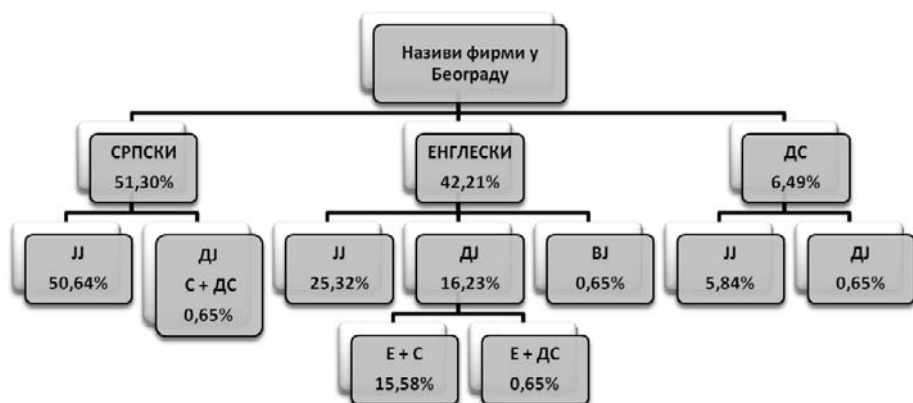 Називи фирми у
Београду
СРПСКИ
51,30%
ЕНГЛЕСКИ
42,21%
ДС
6,49%
ЈЈ
50,64%
ДЈ
С + ДС
0,65%
ЈЈ
25,32%
ДЈ
16,23%
ВЈ
0,65%
ЈЈ
5,84%
ДЈ
0,65%
Е + С
15,58%
Е + ДС
0,65%